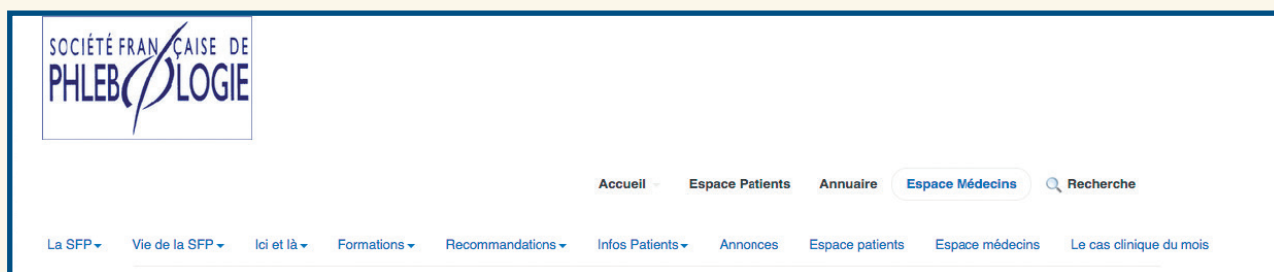 SOCIÉTÉ FRANÇAISE DE
PHLEBOLOGIE
Accueil Espace Patients Annuaire Espace Médecins Recherche
La SFP Vie de la SFP Ici et là Formations Recommandations Infos Patients Annonces Espace patients Espace médecins Le cas clinique du mois